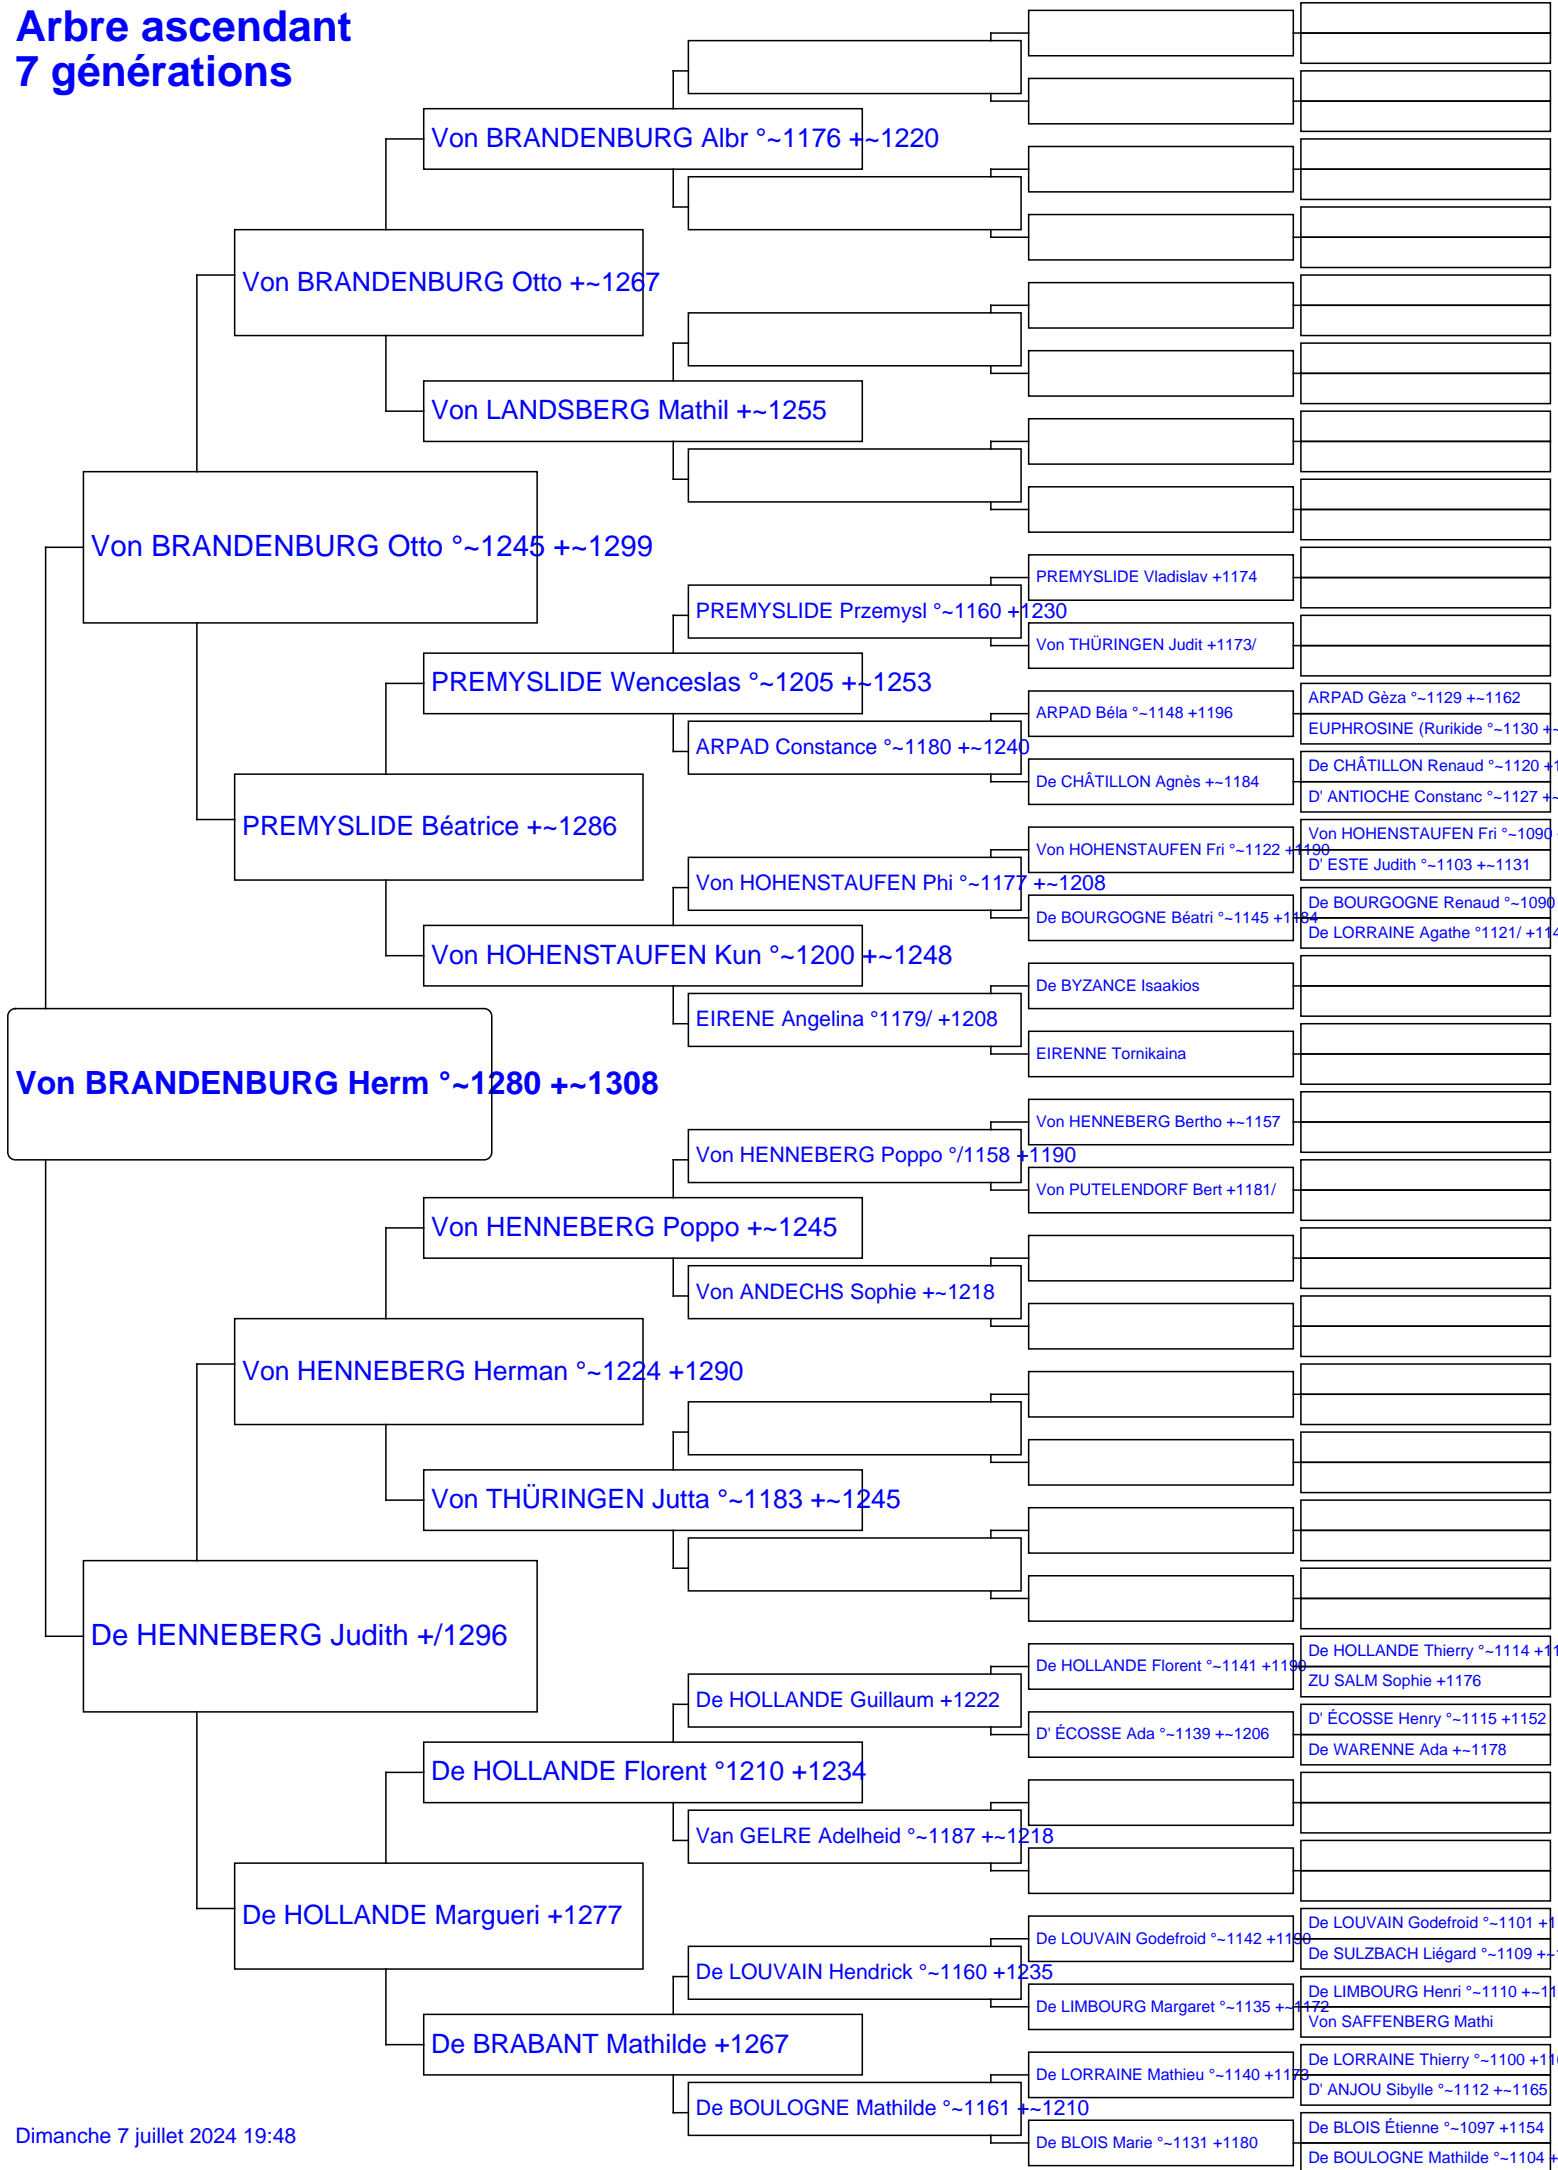 Arbre ascendant
7 générations
Von BRANDENBURG Albr °~1176 +~1220
Von BRANDENBURG Otto +~1267
Von LANDSBERG Mathil +~1255
Von BRANDENBURG Otto °~1245 +~1299
PREMYSLIDE Vladislav +1174
PREMYSLIDE Przemysl °~1160 +1230
Von THÜRINGEN Judit +1173/
PREMYSLIDE Wenceslas °~1205 +~1253
ARPAD Gèza °~1129 +~1162
ARPAD Béla °~1148 +1196
EUPHROSINE (Rurikide °~1130 +~
ARPAD Constance °~1180 +~1240
De CHÂTILLON Renaud °~1120 +1
De CHÂTILLON Agnès +~1184
D' ANTIOCHE Constanc °~1127 +~
PREMYSLIDE Béatrice +~1286
Von HOHENSTAUFEN Fri °~1090
Von HOHENSTAUFEN Fri °~1122 +1190
D' ESTE Judith °~1103 +~1131
Von HOHENSTAUFEN Phi °~1177 +~1208
De BOURGOGNE Renaud °~1090
De BOURGOGNE Béatri °~1145 +1184
De LORRAINE Agathe °1121/ +114
Von HOHENSTAUFEN Kun °~1200 +~1248
De BYZANCE Isaakios
EIRENE Angelina °1179/ +1208
EIRENNE Tornikaina
Von BRANDENBURG Herm °~1280 +~1308
Von HENNEBERG Bertho +~1157
Von HENNEBERG Poppo °/1158 +1190
Von PUTELENDORF Bert +1181/
Von HENNEBERG Poppo +~1245
Von ANDECHS Sophie +~1218
Von HENNEBERG Herman °~1224 +1290
Von THÜRINGEN Jutta °~1183 +~1245
De HENNEBERG Judith +/1296
De HOLLANDE Thierry °~1114 +11
De HOLLANDE Florent °~1141 +1190
ZU SALM Sophie +1176
De HOLLANDE Guillaum +1222
D' ÉCOSSE Henry °~1115 +1152
D' ÉCOSSE Ada °~1139 +~1206
De WARENNE Ada +~1178
De HOLLANDE Florent °1210 +1234
Van GELRE Adelheid °~1187 +~1218
De HOLLANDE Margueri +1277
De LOUVAIN Godefroid °~1101 +1
De LOUVAIN Godefroid °~1142 +1190
De SULZBACH Liégard °~1109 +~
De LOUVAIN Hendrick °~1160 +1235
De LIMBOURG Henri °~1110 +~11
De LIMBOURG Margaret °~1135 +~1172
Von SAFFENBERG Mathi
De BRABANT Mathilde +1267
De LORRAINE Thierry °~1100 +11
De LORRAINE Mathieu °~1140 +1173
D' ANJOU Sibylle °~1112 +~1165
De BOULOGNE Mathilde °~1161 +~1210
De BLOIS Étienne °~1097 +1154
De BLOIS Marie °~1131 +1180
De BOULOGNE Mathilde °~1104 +
Dimanche 7 juillet 2024 19:48